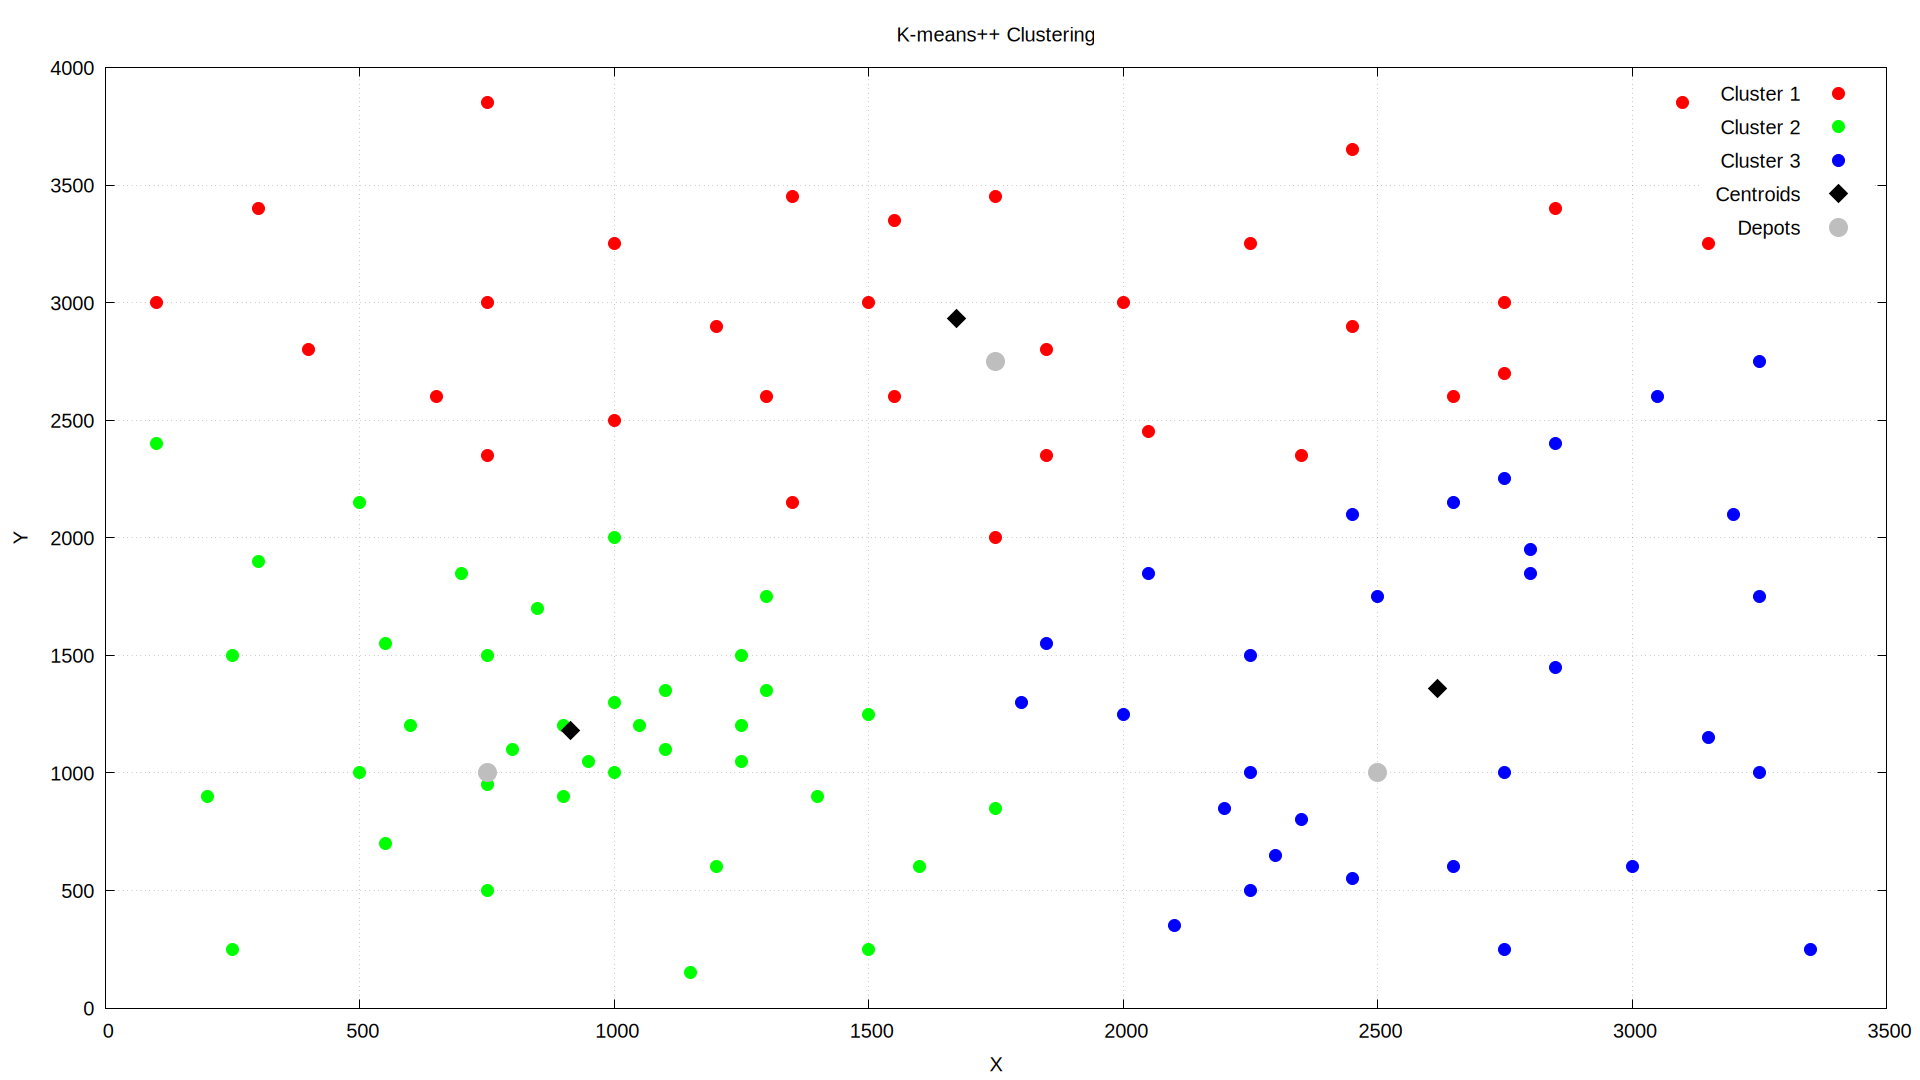 K-means++ Clustering
4000
3500
3000
2500
2000
1500
1000
500
0
Y
Cluster 1
Cluster 2
Cluster 3
Centroids
Depots
0 500 1000 1500 2000 2500 3000 3500
X